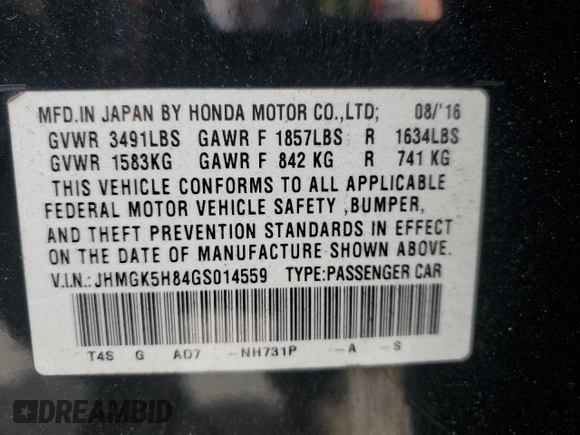 MFD.IN JAPAN BY HONDA MOTOR CO.,LTD; 08/'16
GVWR 3491LBS GAWR F 1857LBS R 1634LBS
GVWR 1583KG GAWR F 842 KG R 741 KG
THIS VEHICLE CONFORMS TO ALL APPLICABLE
FEDERAL MOTOR VEHICLE SAFETY ,BUMPER,
AND THEFT PREVENTION STANDARDS IN EFFECT
ON THE DATE OF MANUFACTURE SHOWN ABOVE.
V.I.N.:JHMGK5H84GS014559 TYPE:PASSENGER CAR
T4S G AD7 -NH731P -A -S
DREAMBID